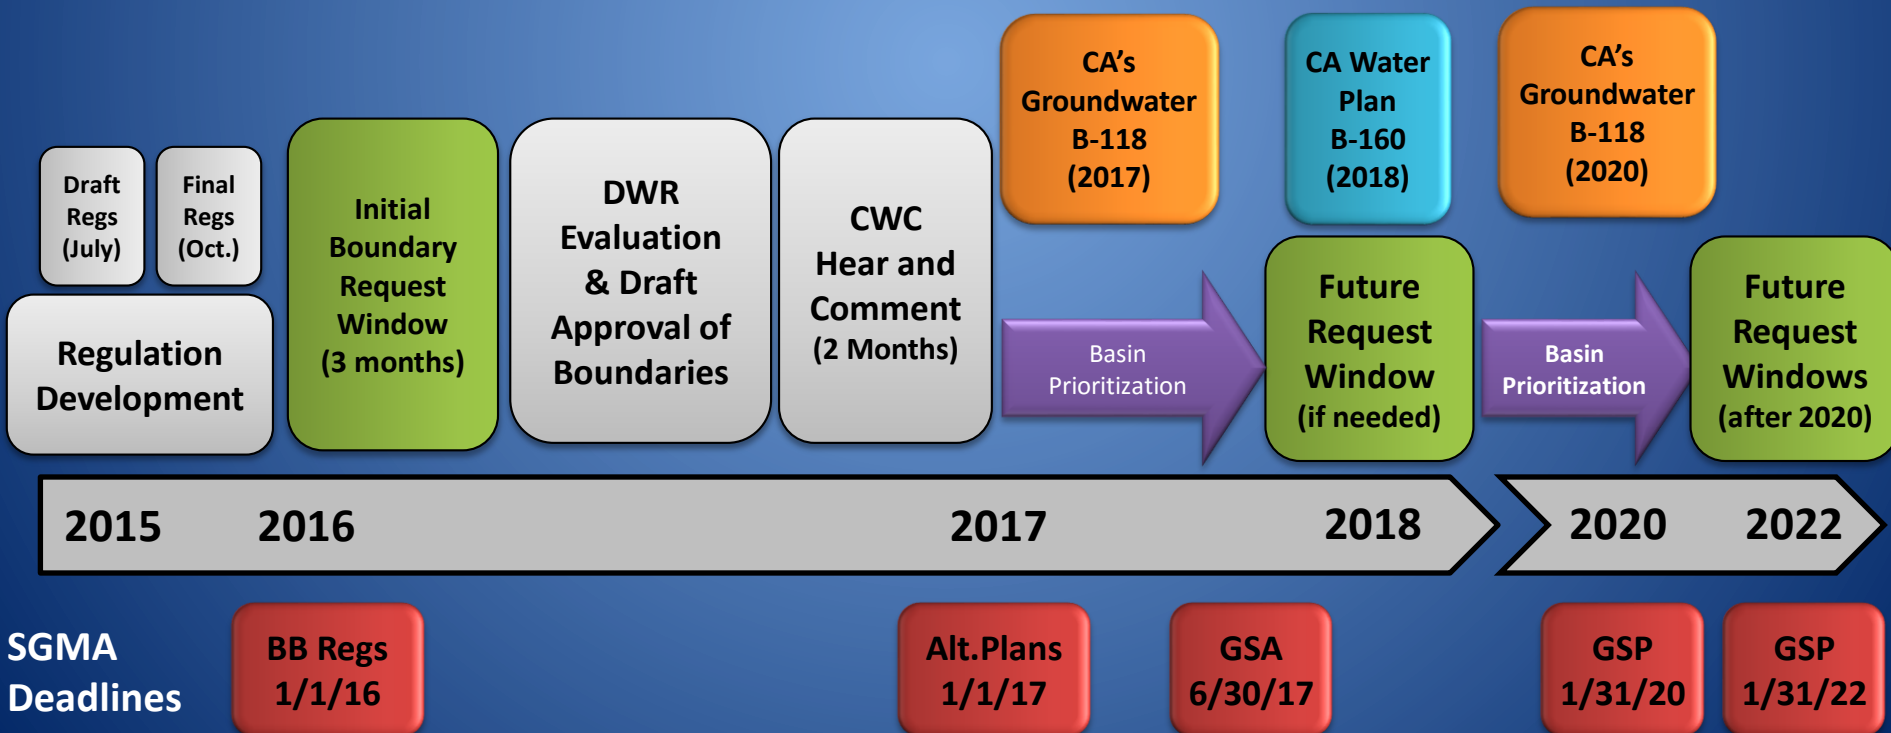 Draft
Regs
(July)
Final
Regs
(Oct.)
Regulation
Development
Initial
Boundary
Request
Window
(3 months)
DWR
Evaluation
& Draft
Approval of
Boundaries
CWC
Hear and
Comment
(2 Months)
CA's
Groundwater
B-118
(2017)
Basin
Prioritization
CA Water
Plan
B-160
(2018)
Future
Request
Window
(if needed)
CA's
Groundwater
B-118
(2020)
Basin
Prioritization
Future
Request
Windows
(after 2020)
2015
2016
2017
2018
2020
2022
SGMA
Deadlines
BB Regs
1/1/16
Alt.Plans
1/1/17
GSA
6/30/17
GSP
1/31/20
GSP
1/31/22